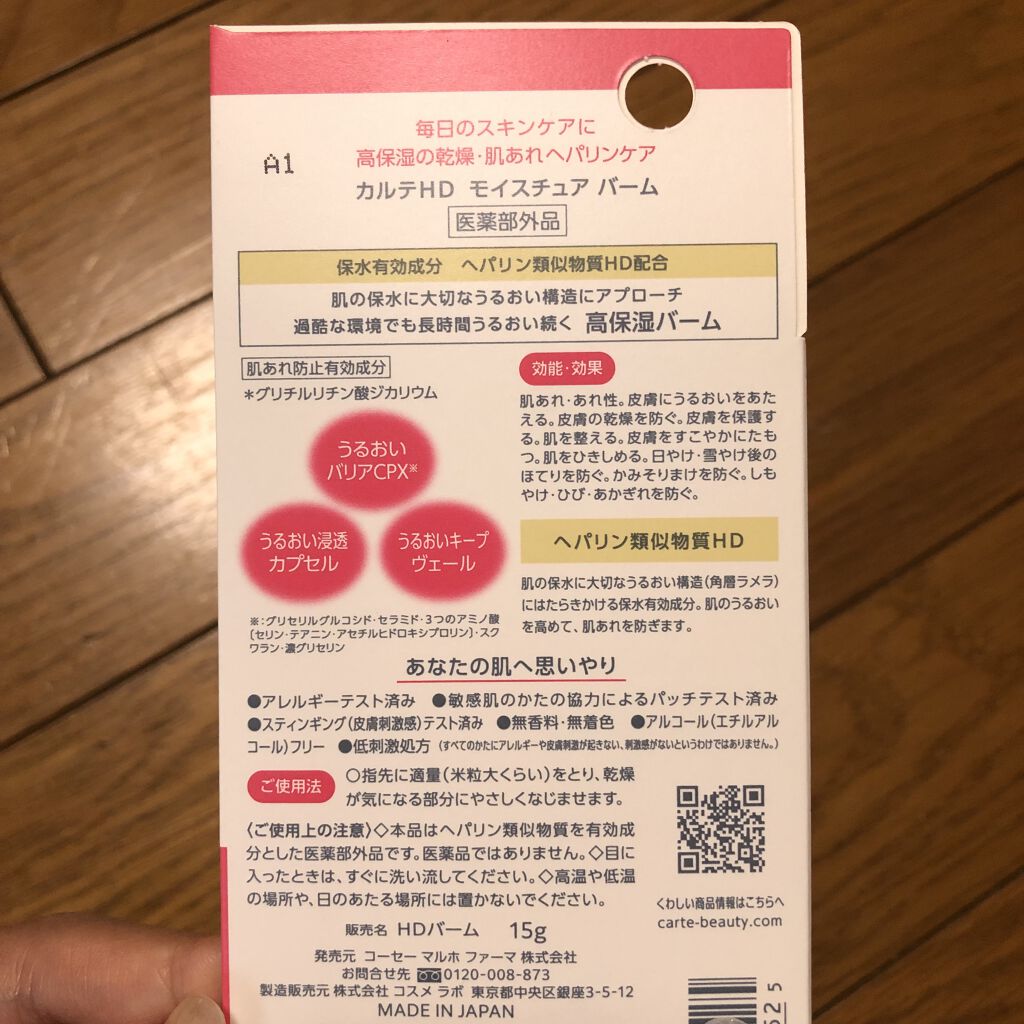 毎日のスキンケアに
高保湿の乾燥・肌あれヘパリンケア
A1
カルテHD モイスチュア バーム
医薬部外品
保水有効成分 ヘパリン類似物質HD配合
肌の保水に大切なうるおい構造にアプローチ
過酷な環境でも長時間うるおい続く 高保湿バーム
肌あれ防止有効成分
＊グリチルリチン酸ジカリウム
うるおい
バリアCPX※
うるおい浸透
カプセル
うるおいキープ
ヴェール
※：グリセリルグルコシド・セラミド・3つのアミノ酸
〔セリン・テアニン・アセチルヒドロキシプロリン〕・スク
ワラン・濃グリセリン
効能・効果
肌あれ・あれ性。皮膚にうるおいをあた
える。皮膚の乾燥を防ぐ。皮膚を保護す
る。肌を整える。皮膚をすこやかにたも
つ。肌をひきしめる。日やけ・雪やけ後の
ほてりを防ぐ。かみそりまけを防ぐ。しも
やけ・ひび・あかぎれを防ぐ。
ヘパリン類似物質HD
肌の保水に大切なうるおい構造（角層ラメラ）
にはたらきかける保水有効成分。肌のうるおい
を高めて、肌あれを防ぎます。
あなたの肌へ思いやり
●アレルギーテスト済み ●敏感肌のかたの協力によるパッチテスト済み
●スティンギング（皮膚刺激感）テスト済み ●無香料・無着色 ●アルコール（エチルアル
コール）フリー ●低刺激処方（すべてのかたにアレルギーや皮膚刺激が起きない、刺激感がないというわけではありません。）
ご使用法
○指先に適量（米粒大くらい）をとり、乾燥
が気になる部分にやさしくなじませます。
〈ご使用上の注意〉◇本品はヘパリン類似物質を有効成
分とした医薬部外品です。医薬品ではありません。◇目に
入ったときは、すぐに洗い流してください。◇高温や低温
の場所や、日のあたる場所には置かないでください。
くわしい商品情報はこちらへ
carte-beauty.com
販売名 HDバーム 15g
発売元 コーセー マルホ ファーマ 株式会社
お問合せ先 0120-008-873
製造販売元 株式会社 コスメ ラボ 東京都中央区銀座3-5-12
MADE IN JAPAN